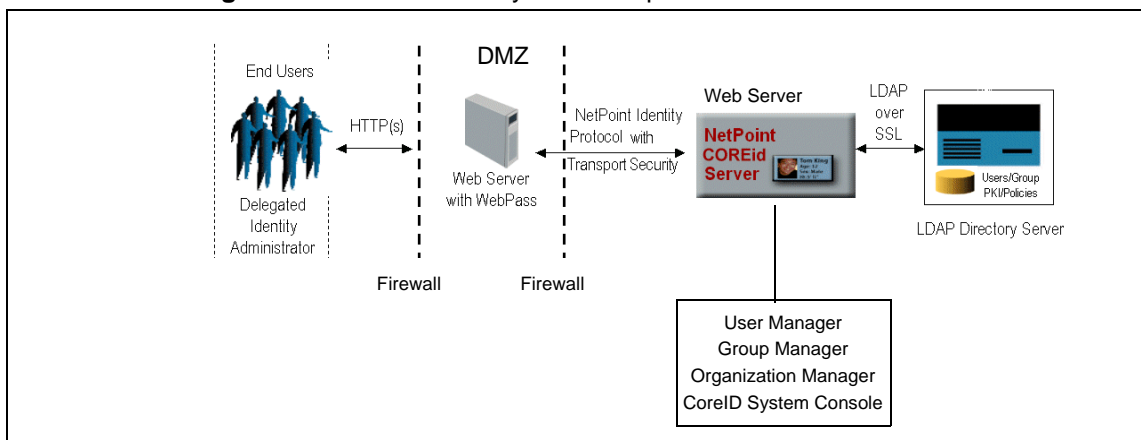 DMZ
End Users
HTTP(s)
Delegated
Identity
Administrator
Web Server
with WebPass
Firewall
Firewall
NetPoint Identity
Protocol with
Transport Security
Web Server
NetPoint
COREid
Server
Tom King
LDAP
over
SSL
Users/Group
PKI/Policies
LDAP Directory Server
User Manager
Group Manager
Organization Manager
CoreID System Console